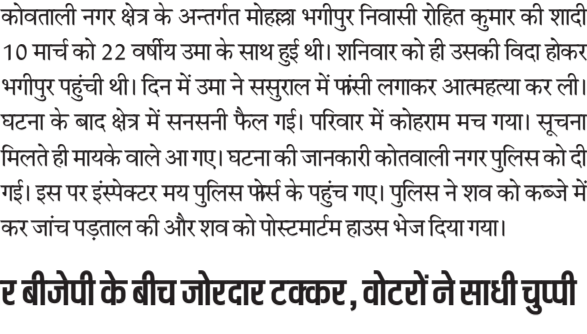 कोवताली नगर क्षेत्र के अन्तर्गत मोहल्ला भगीपुर निवासी रोहित कुमार की शादी
10 मार्च को 22 वर्षीय उमा के साथ हुई थी। शनिवार को ही उसकी विदा होकर
भगीपुर पहुंची थी। दिन में उमा ने ससुराल में फांसी लगाकर आत्महत्या कर ली।
घटना के बाद क्षेत्र में सनसनी फैल गई। परिवार में कोहराम मच गया। सूचना
मिलते ही मायके वाले आ गए। घटना की जानकारी कोतवाली नगर पुलिस को दी
गई। इस पर इंस्पेक्टर मय पुलिस फोर्स के पहुंच गए। पुलिस ने शव को कब्जे में
कर जांच पड़ताल की और शव को पोस्टमार्टम हाउस भेज दिया गया।
र बीजेपी के बीच जोरदार टक्कर, वोटरों ने साधी चुप्पी